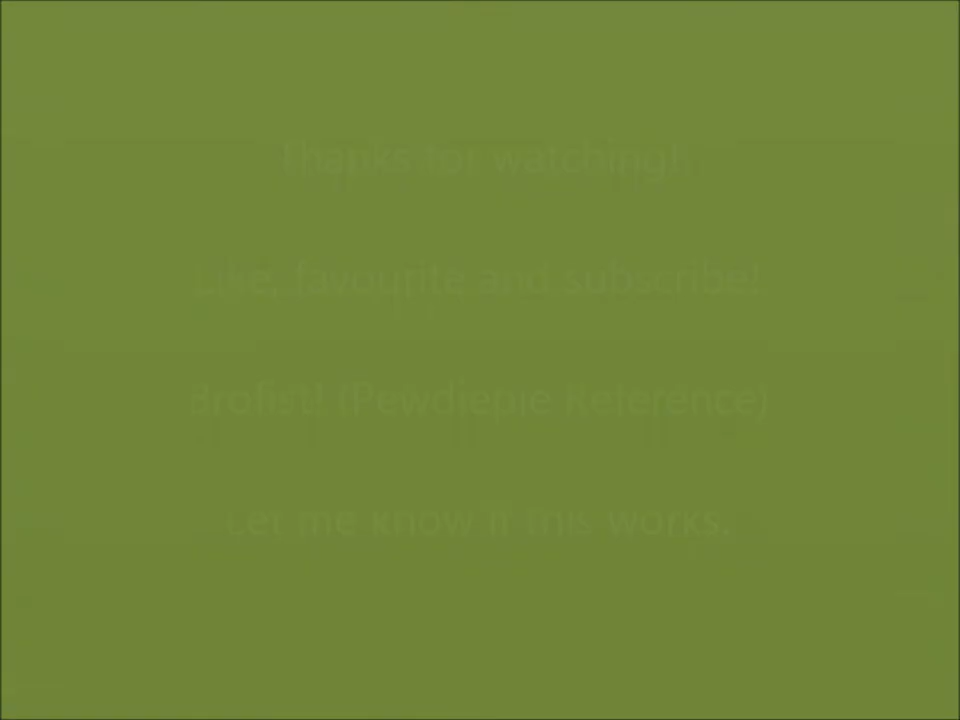 Thanks for watching!!
Like, favourite and subscribe!
Brofist! (Pewdiepie Reference)
Let me know if this works.